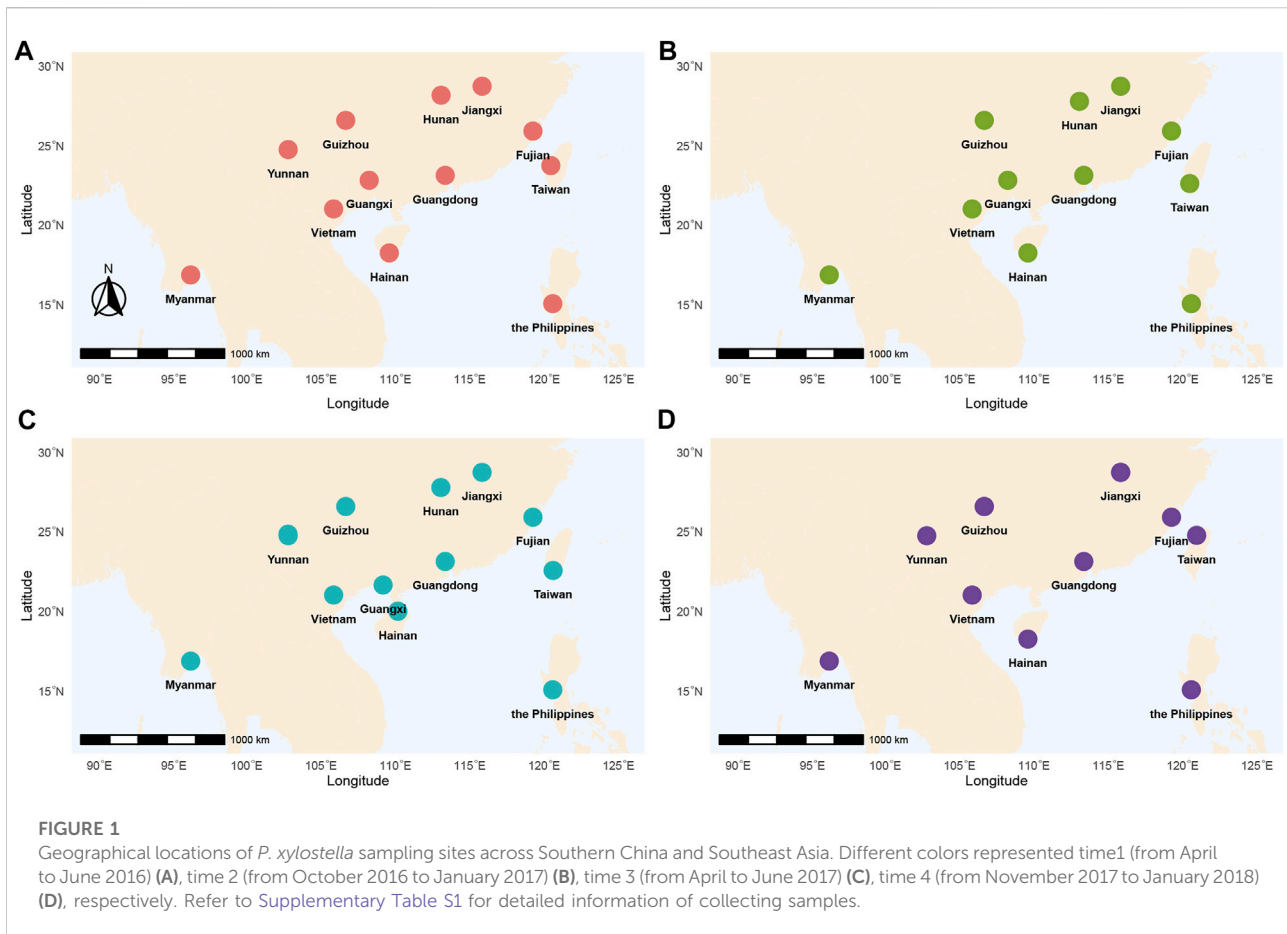 A
30°N
25°N
20°N
15°N
Latitude
Jiangxi
Hunan
Guizhou
Fujian
Yunnan
Taiwan
Guangxi
Guangdong
Vietnam
Hainan
N
Myanmar
the Philippines
1000 km
90°E 95°E 100°E 105°E 110°E 115°E 120°E 125°E
Longitude
B
30°N
25°N
20°N
15°N
Latitude
Jiangxi
Hunan
Guizhou
Fujian
Guangxi
Guangdong
Taiwan
Vietnam
Hainan
Myanmar
the Philippines
1000 km
90°E 95°E 100°E 105°E 110°E 115°E 120°E 125°E
Longitude
C
30°N
25°N
20°N
15°N
Latitude
Jiangxi
Hunan
Guizhou
Fujian
Yunnan
Guangdong
Taiwan
Guangxi
Vietnam
Hainan
Myanmar
the Philippines
1000 km
90°E 95°E 100°E 105°E 110°E 115°E 120°E 125°E
Longitude
D
30°N
25°N
20°N
15°N
Latitude
Jiangxi
Guizhou
Fujian
Yunnan
Taiwan
Guangdong
Vietnam
Hainan
Myanmar
the Philippines
1000 km
90°E 95°E 100°E 105°E 110°E 115°E 120°E 125°E
Longitude
FIGURE 1
Geographical locations of P. xylostella sampling sites across Southern China and Southeast Asia. Different colors represented time1 (from April
to June 2016) (A), time 2 (from October 2016 to January 2017) (B), time 3 (from April to June 2017) (C), time 4 (from November 2017 to January 2018)
(D), respectively. Refer to Supplementary Table S1 for detailed information of collecting samples.